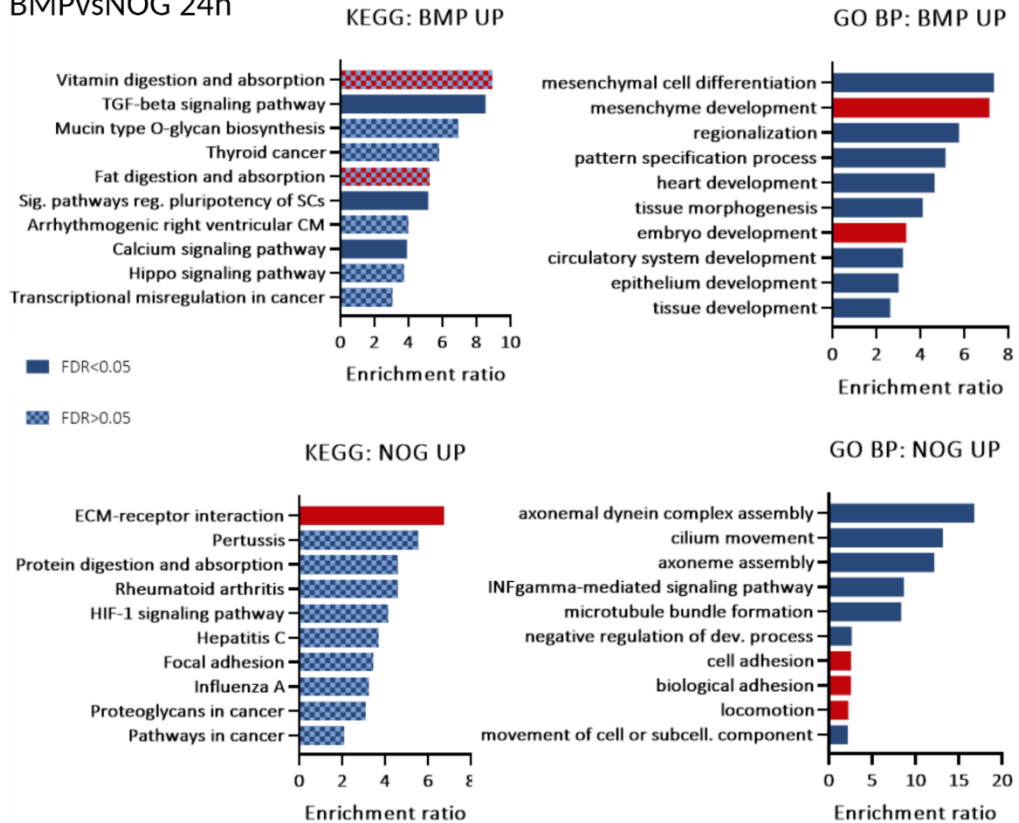 BMPvsNOG 24h
KEGG: BMP UP
Vitamin digestion and absorption
TGF-beta signaling pathway
Mucin type O-glycan biosynthesis
Thyroid cancer
Fat digestion and absorption
Sig. pathways reg. pluripotency of SCs
Arrhythmogenic right ventricular CM
Calcium signaling pathway
Hippo signaling pathway
Transcriptional misregulation in cancer
0 2 4 6 8 10
Enrichment ratio
GO BP: BMP UP
mesenchymal cell differentiation
mesenchyme development
regionalization
pattern specification process
heart development
tissue morphogenesis
embryo development
circulatory system development
epithelium development
tissue development
0 2 4 6 8
Enrichment ratio
FDR<0.05
FDR>0.05
KEGG: NOG UP
ECM-receptor interaction
Pertussis
Protein digestion and absorption
Rheumatoid arthritis
HIF-1 signaling pathway
Hepatitis C
Focal adhesion
Influenza A
Proteoglycans in cancer
Pathways in cancer
0 2 4 6 8
Enrichment ratio
GO BP: NOG UP
axonemal dynein complex assembly
cilium movement
axoneme assembly
INFgamma-mediated signaling pathway
microtubule bundle formation
negative regulation of dev. process
cell adhesion
biological adhesion
locomotion
movement of cell or subcell. component
0 5 10 15 20
Enrichment ratio